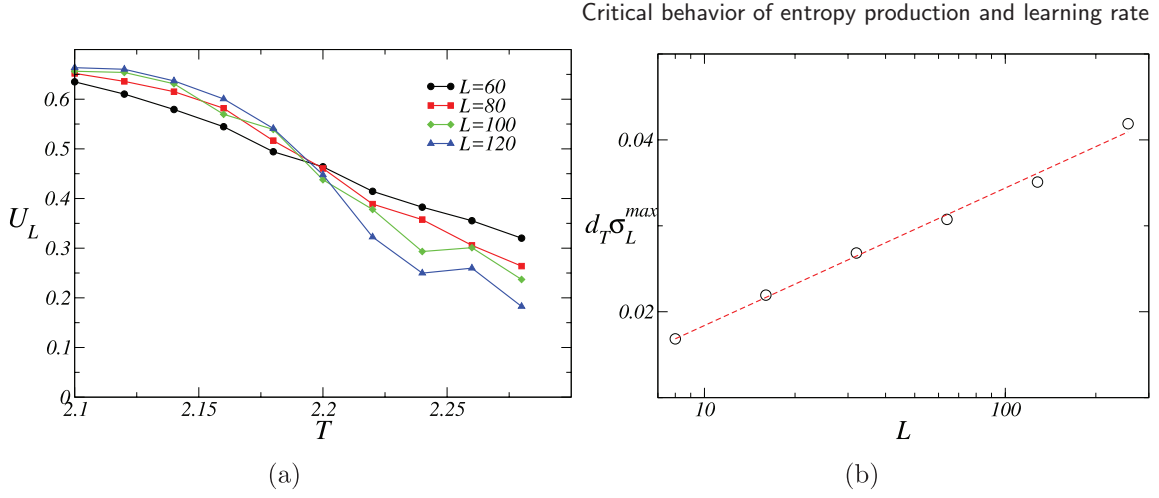 Critical behavior of entropy production and learning rate
0.6
0.5
0.4
U_L
0.3
0.2
0.1
0
L=60
L=80
L=100
L=120
2.1
2.15
2.2
2.25
T
(a)
0.04
d_Tσ_L^max
0.02
10
100
L
(b)